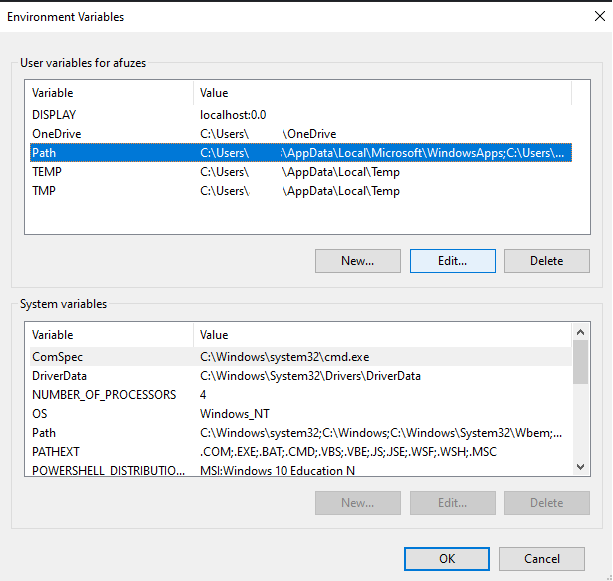 Environment Variables
User variables for afuzes
Variable Value
DISPLAY localhost:0.0
OneDrive C:\Users\ \OneDrive
Path C:\Users\ \AppData\Local\Microsoft\WindowsApps;C:\Users\...
TEMP C:\Users\ \AppData\Local\Temp
TMP C:\Users\ \AppData\Local\Temp
New... Edit... Delete
System variables
Variable Value
ComSpec C:\Windows\system32\cmd.exe
DriverData C:\Windows\System32\Drivers\DriverData
NUMBER_OF_PROCESSORS 4
OS Windows_NT
Path C:\Windows\system32;C:\Windows;C:\Windows\System32\Wbem;...
PATHEXT .COM;.EXE;.BAT;.CMD;.VBS;.VBE;.JS;.JSE;.WSF;.WSH;.MSC
POWERSHELL_DISTRIBUTIO... MSI:Windows 10 Education N
New... Edit... Delete
OK Cancel